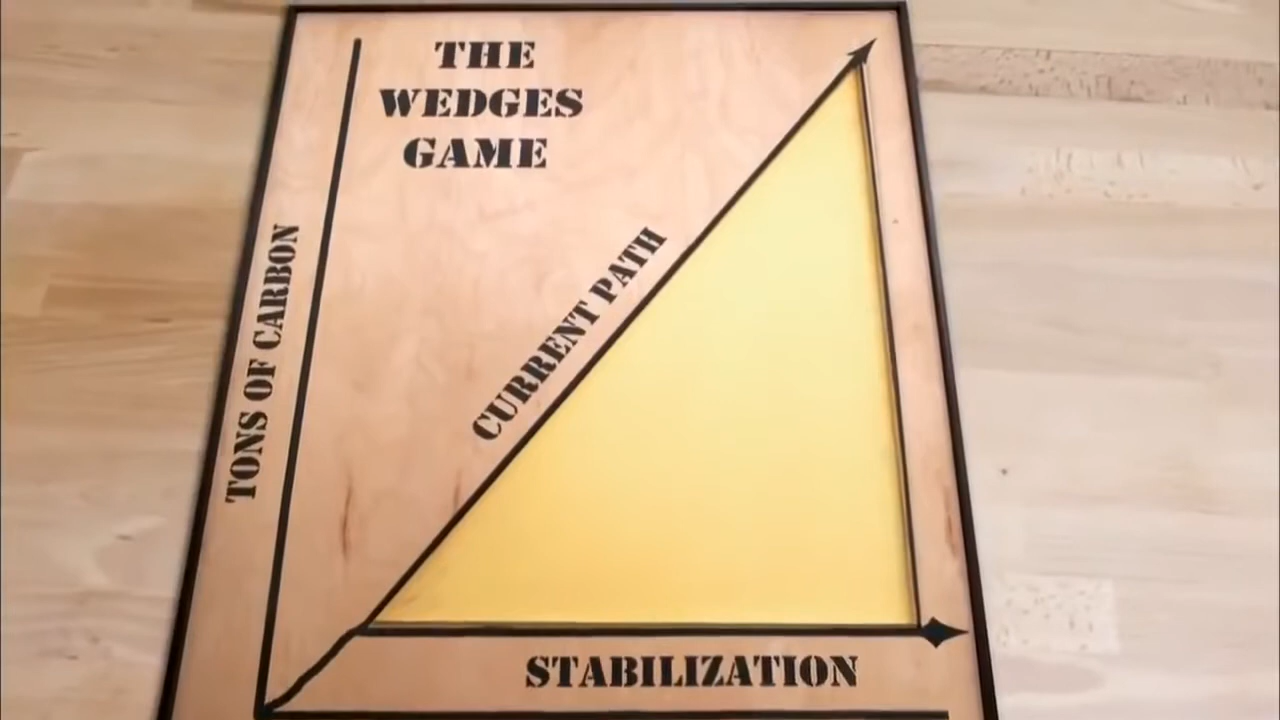 THE
WEDGES
GAME
TONS OF CARBON
CURRENT PATH
STABILIZATION